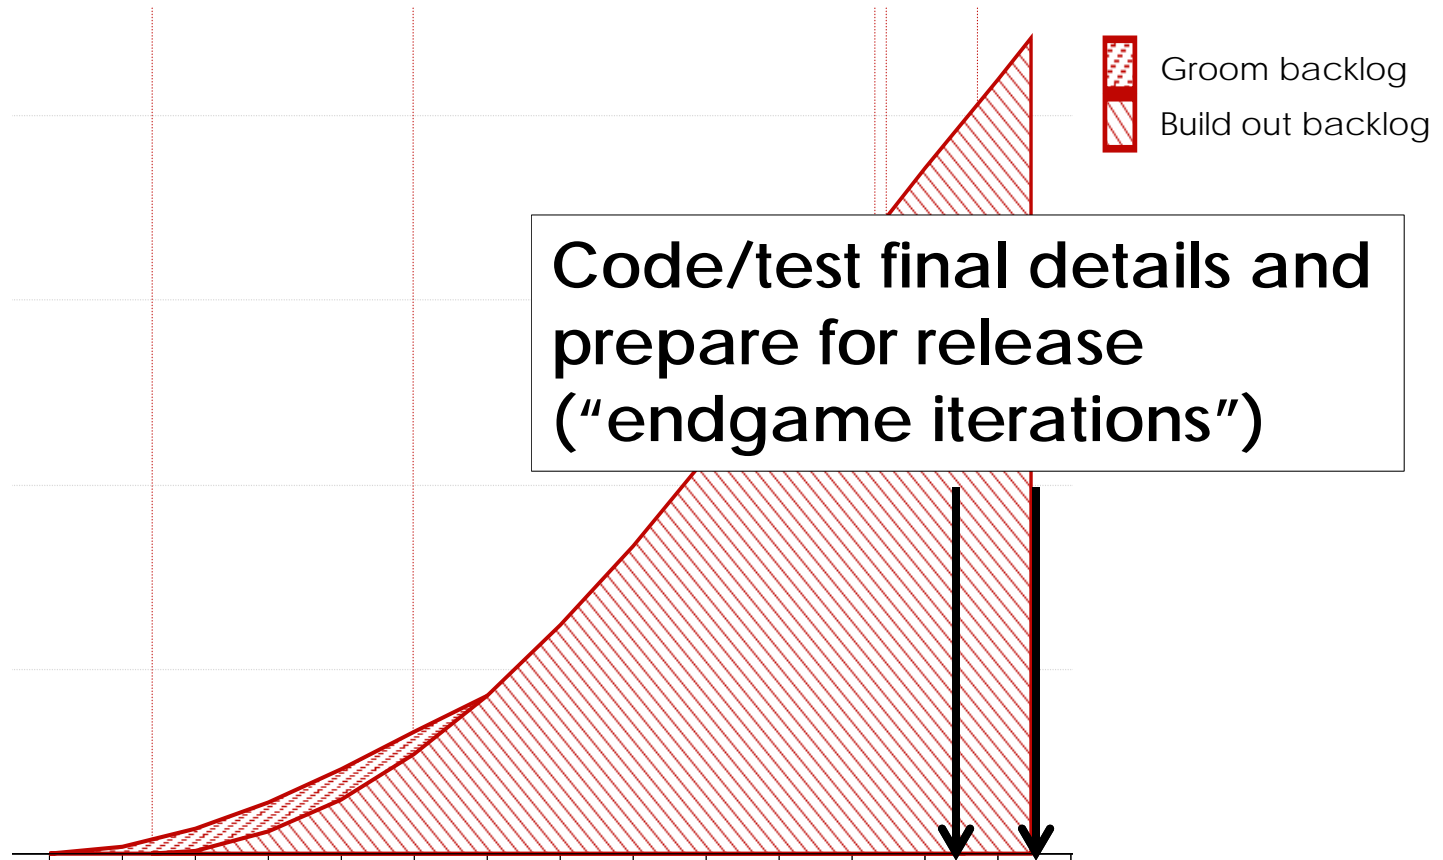 Groom backlog
Build out backlog
Code/test final details and
prepare for release
(“endgame iterations”)